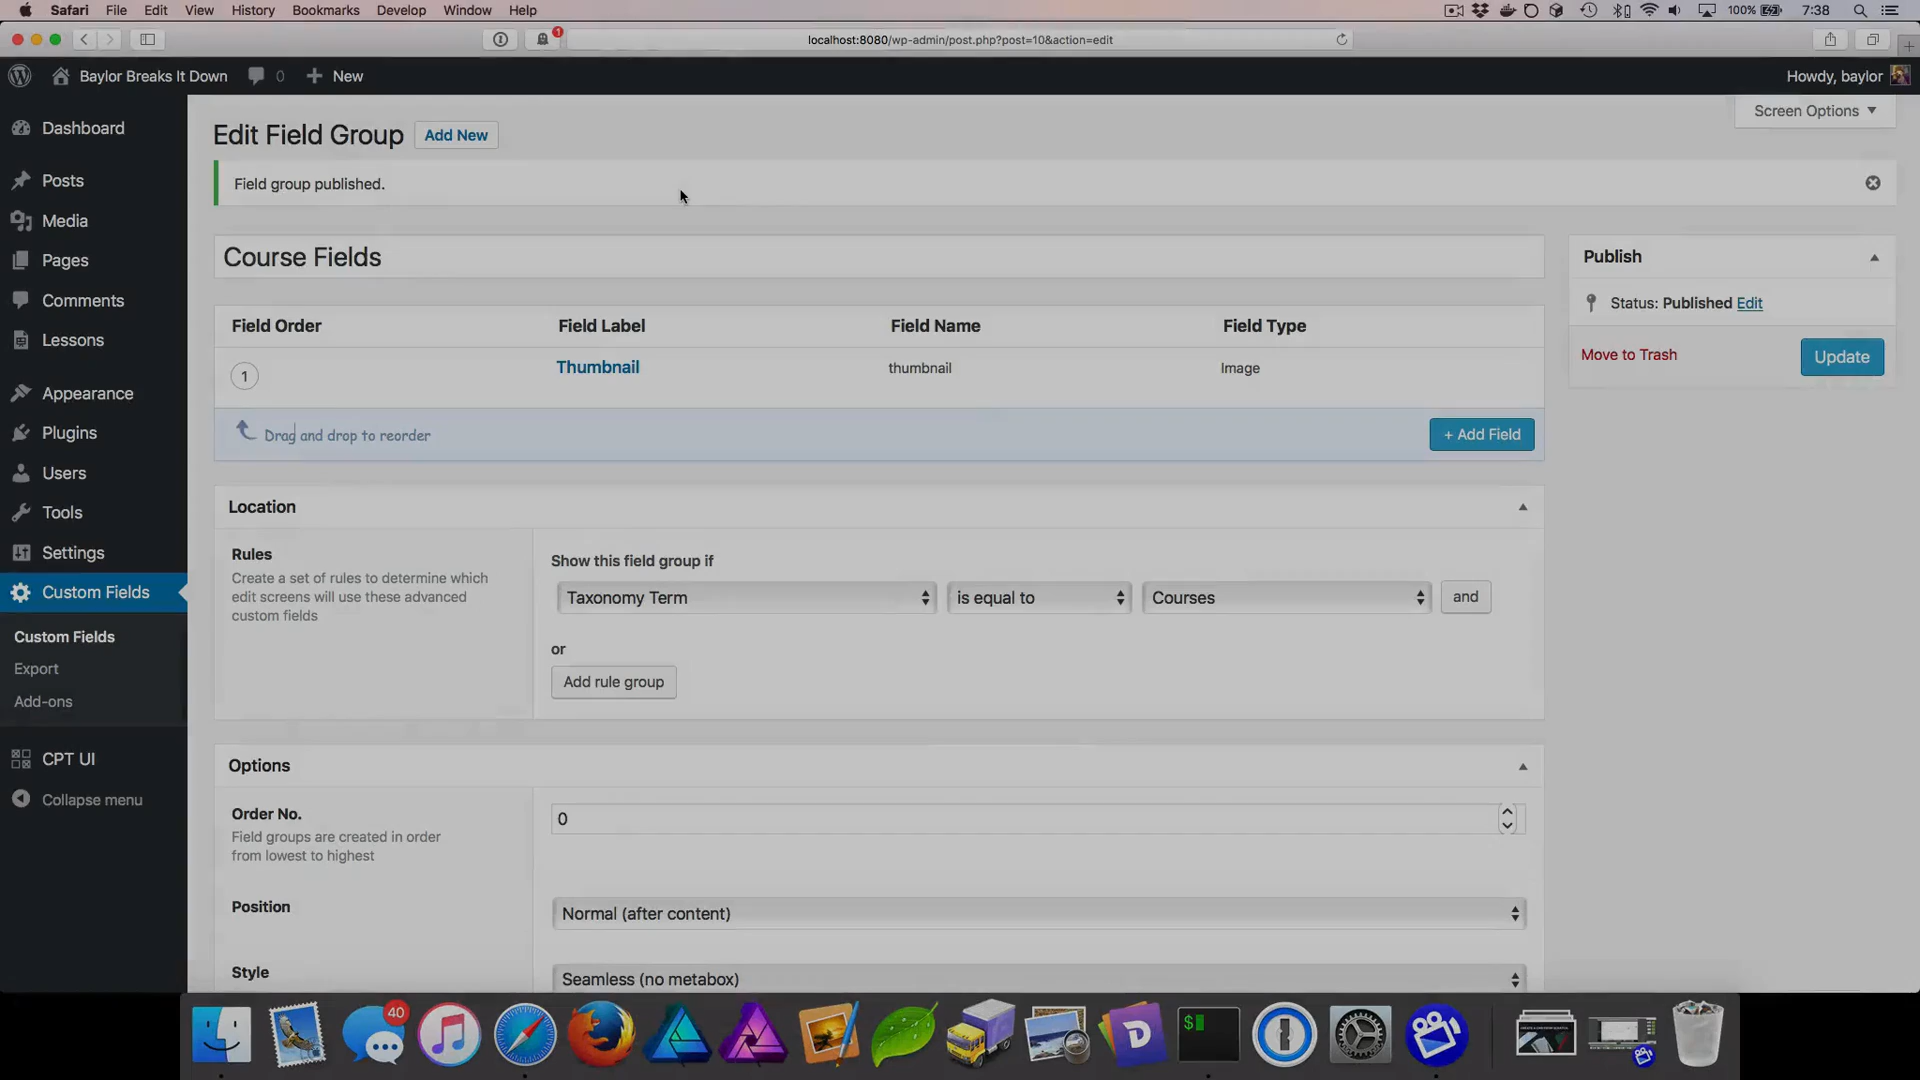 Safari File Edit View History Bookmarks Develop Window Help 100% 7:38
1 localhost:8080/wp-admin/post.php?post=10&action=edit
Baylor Breaks It Down 0 New Howdy, baylor
Screen Options
Dashboard
Posts
Media
Pages
Comments
Lessons
Appearance
Plugins
Users
Tools
Settings
Custom Fields
Custom Fields
Export
Add-ons
CPT UI
Collapse menu
Edit Field Group Add New
Field group published.
Course Fields
Field Order Field Label Field Name Field Type
1 Thumbnail thumbnail Image
Drag and drop to reorder + Add Field
Location
Rules
Create a set of rules to determine which
edit screens will use these advanced
custom fields
Show this field group if
Taxonomy Term is equal to Courses and
or
Add rule group
Options
Order No.
Field groups are created in order
from lowest to highest
0
Position Normal (after content)
Style Seamless (no metabox)
Publish
Status: Published Edit
Move to Trash Update
40
D
$
1